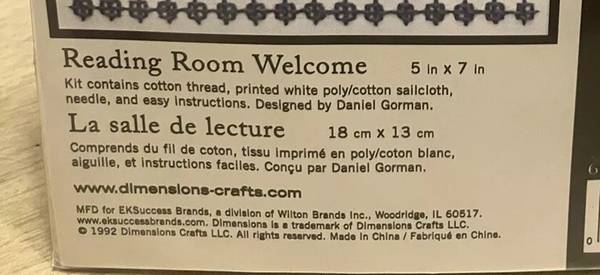 Reading Room Welcome 5 in x 7 in
Kit contains cotton thread, printed white poly/cotton sailcloth,
needle, and easy instructions. Designed by Daniel Gorman.
La salle de lecture 18 cm x 13 cm
Comprends du fil de coton, tissu imprimé en poly/coton blanc,
aiguille, et instructions faciles. Conçu par Daniel Gorman.
www.dimensions-crafts.com
MFD for EKSuccess Brands, a division of Wilton Brands Inc., Woodridge, IL 60517.
www.eksuccessbrands.com. Dimensions is a trademark of Dimensions Crafts LLC.
© 1992 Dimensions Crafts LLC. All rights reserved. Made in China / Fabriqué en Chine.
6
0